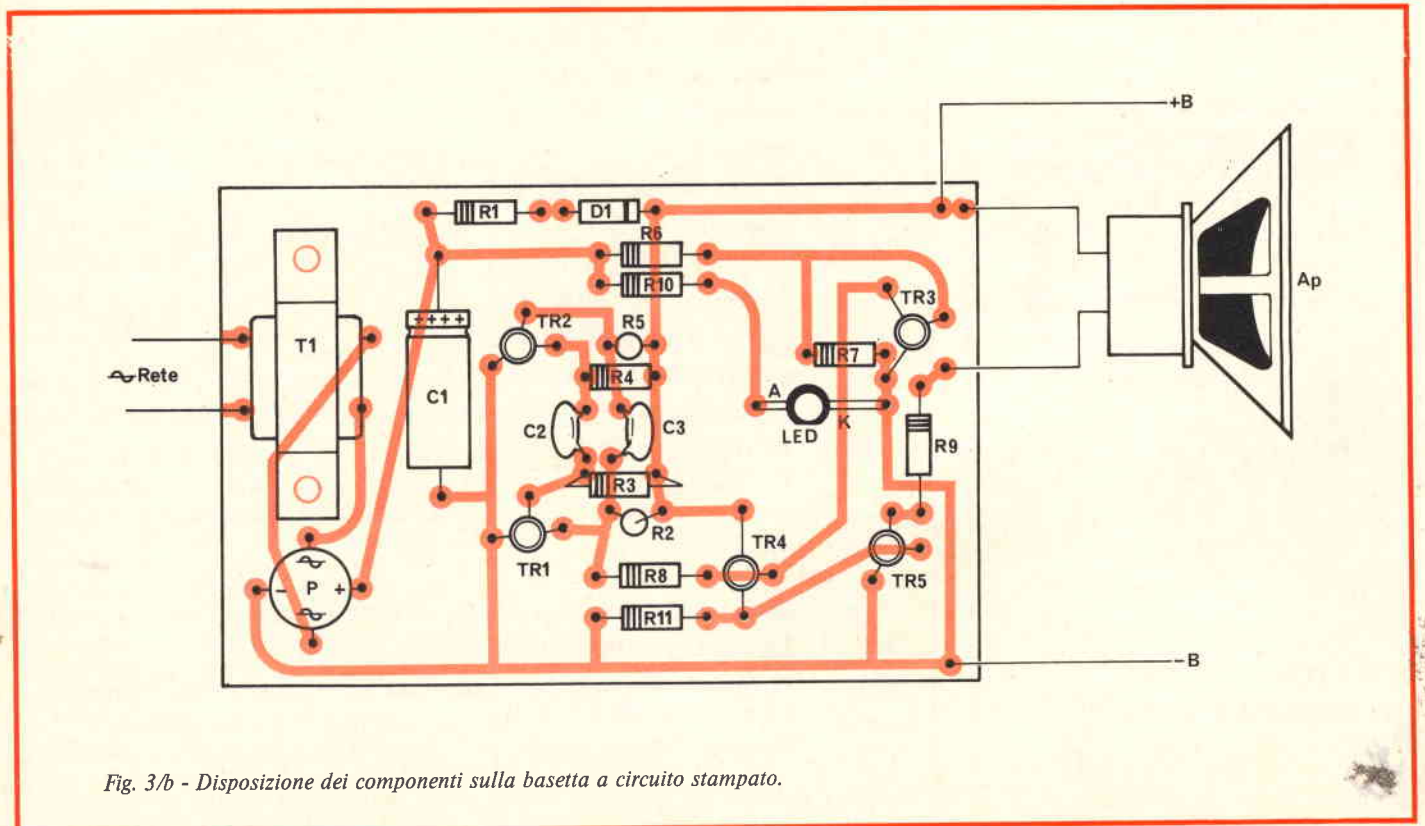 +B
R1
D1
R6
R10
Ap
TR3
TR2
R5
T1
R7
Rete
R4
C1
A
C2
C3
LED
K
R9
R3
R2
TR4
TR1
TR5
P
R8
- +
R11
-B
++++
Fig. 3/b - Disposizione dei componenti sulla basetta a circuito stampato.